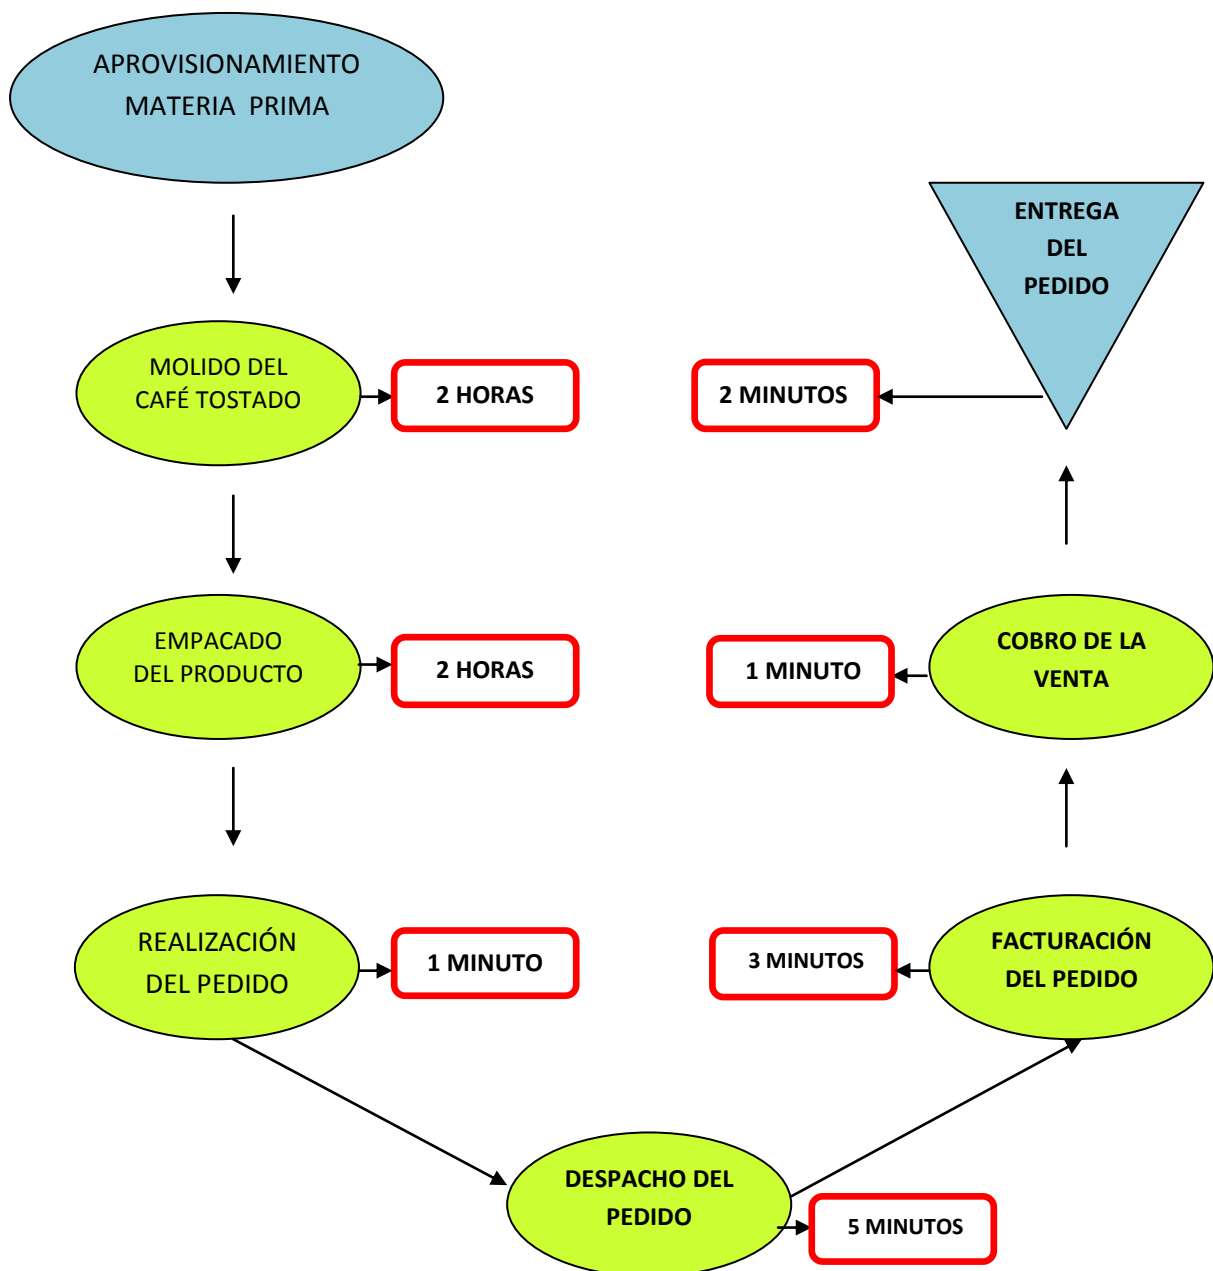 APROVISIONAMIENTO
MATERIA PRIMA
MOLIDO DEL
CAFÉ TOSTADO
2 HORAS
EMPACADO
DEL PRODUCTO
2 HORAS
REALIZACIÓN
DEL PEDIDO
1 MINUTO
DESPACHO DEL
PEDIDO
5 MINUTOS
FACTURACIÓN
DEL PEDIDO
3 MINUTOS
COBRO DE LA
VENTA
1 MINUTO
ENTREGA
DEL
PEDIDO
2 MINUTOS